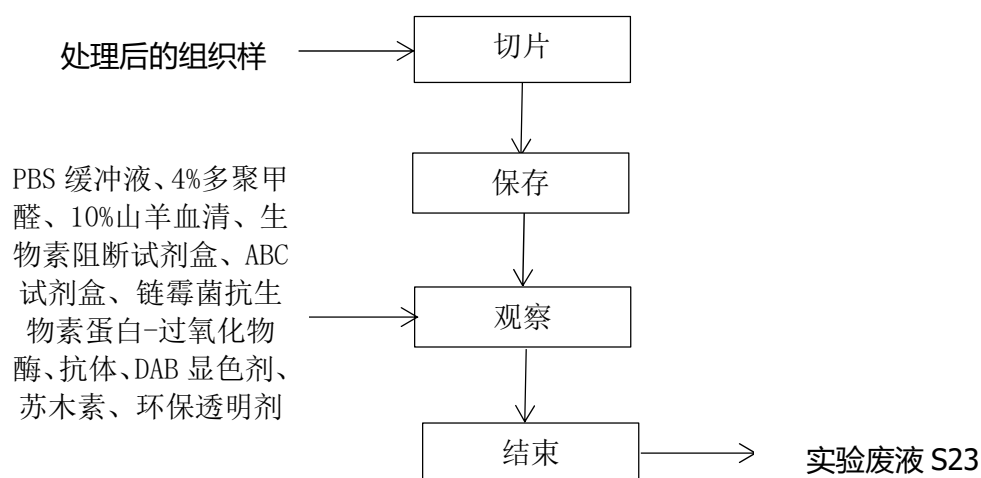 处理后的组织样
切片
保存
PBS 缓冲液、4%多聚甲
醛、10%山羊血清、生
物素阻断试剂盒、ABC
试剂盒、链霉菌抗生
物素蛋白-过氧化物
酶、抗体、DAB 显色剂、
苏木素、环保透明剂
观察
结束
实验废液 S23